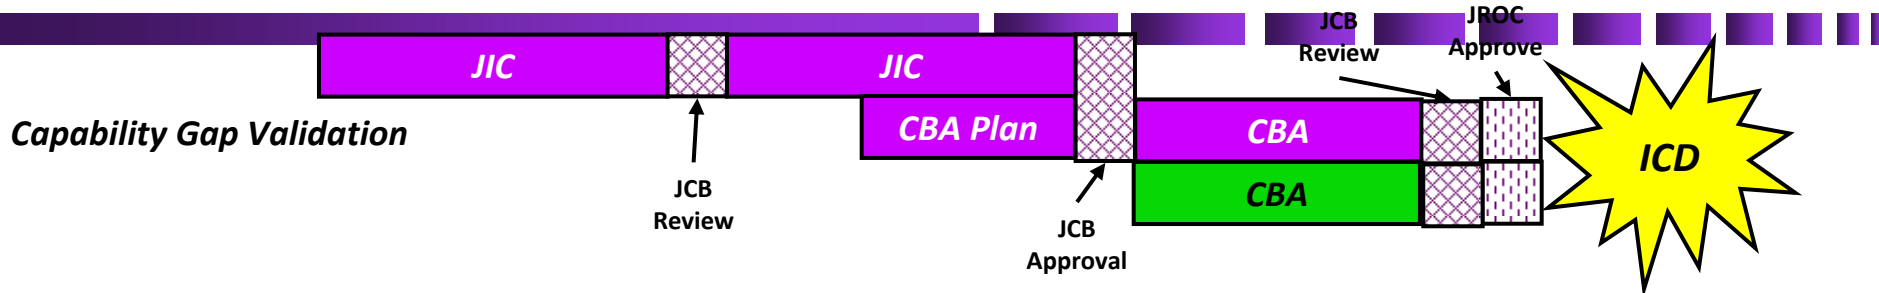 JCB
Review
JROC
Approve
JIC
JIC
Capability Gap Validation
CBA Plan
CBA
ICD
CBA
JCB
Review
JCB
Approval